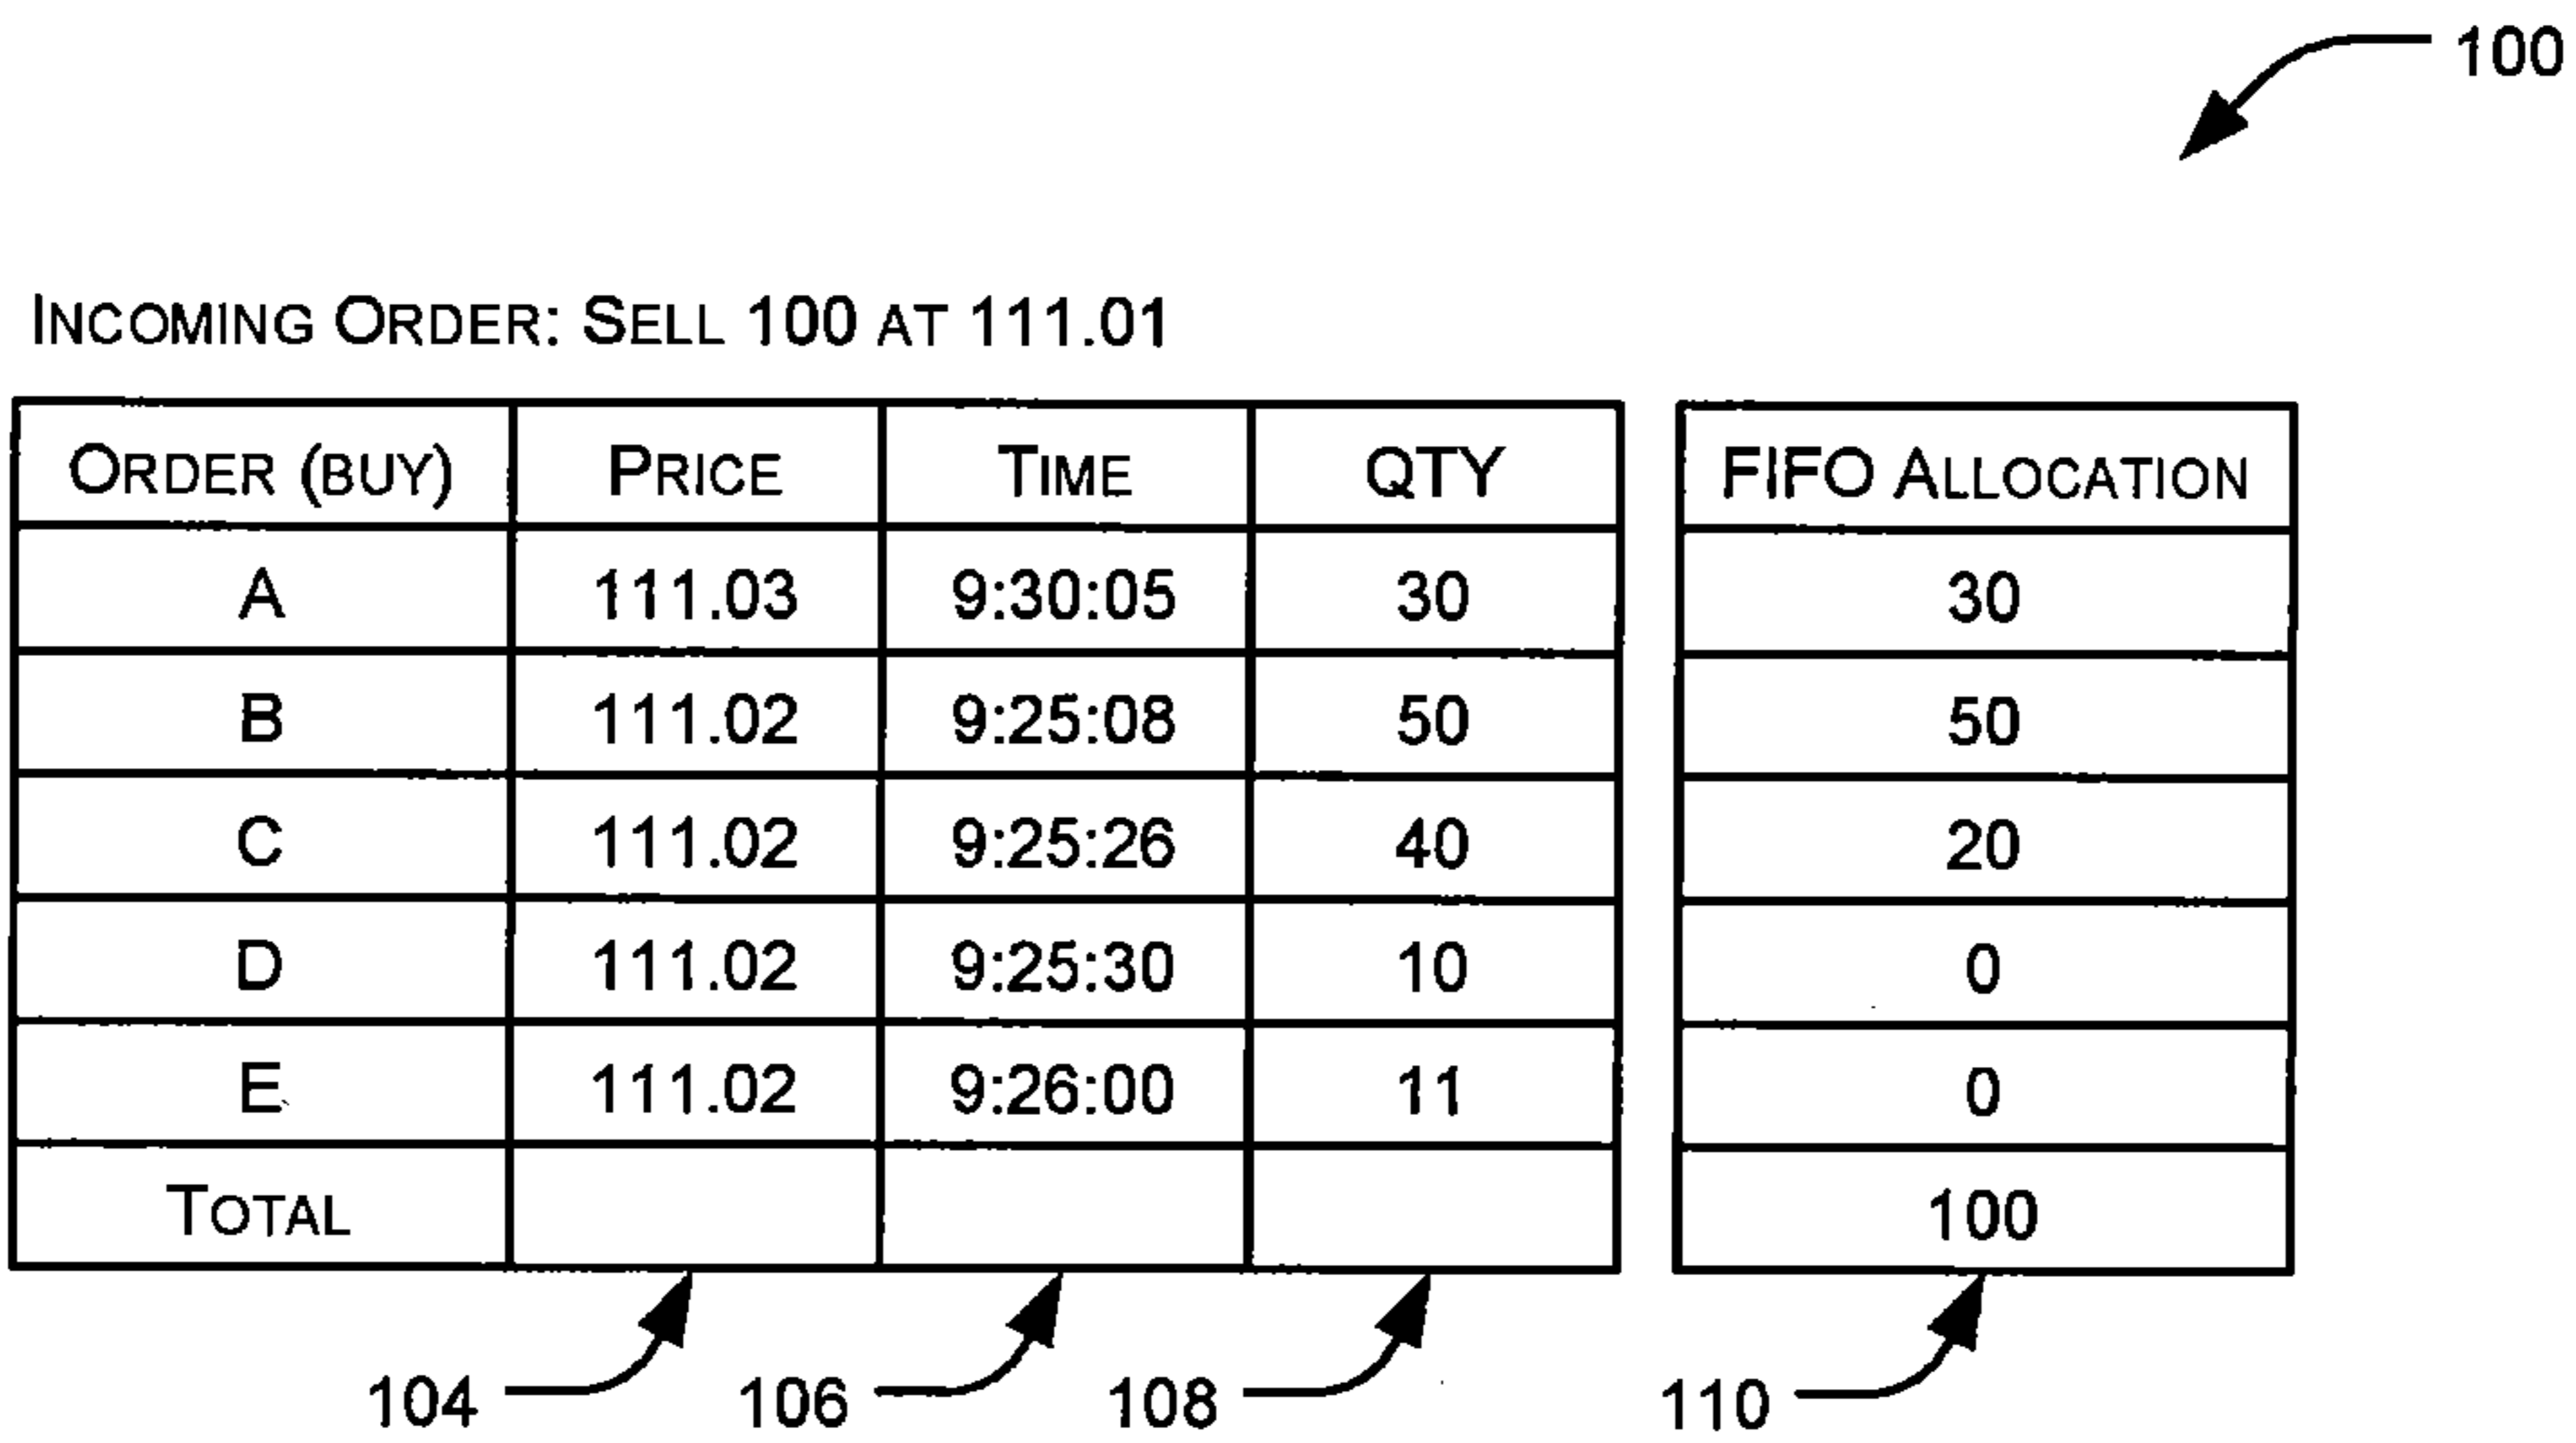 100
INCOMING ORDER: SELL 100 AT 111.01
ORDER (BUY) PRICE TIME QTY FIFO ALLOCATION
A 111.03 9:30:05 30 30
B 111.02 9:25:08 50 50
C 111.02 9:25:26 40 20
D 111.02 9:25:30 10 0
E 111.02 9:26:00 11 0
TOTAL 100
104 106 108 110